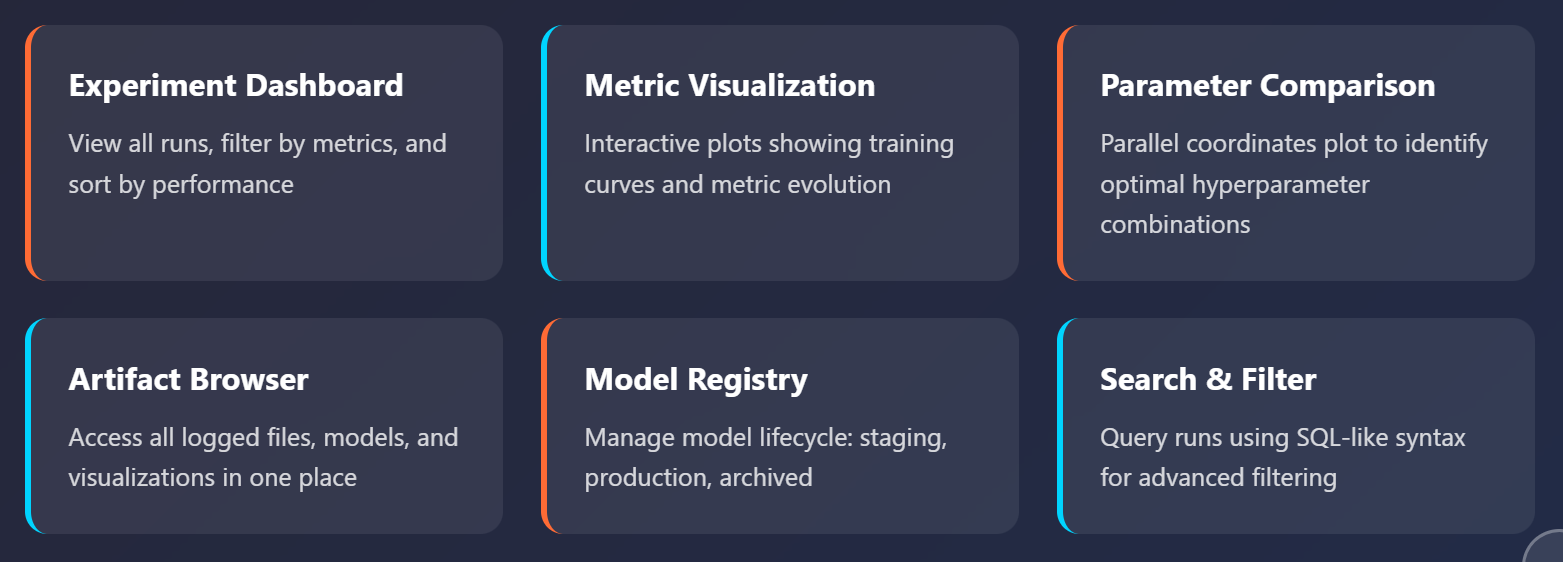 Experiment Dashboard
View all runs, filter by metrics, and
sort by performance
Metric Visualization
Interactive plots showing training
curves and metric evolution
Parameter Comparison
Parallel coordinates plot to identify
optimal hyperparameter
combinations
Artifact Browser
Access all logged files, models, and
visualizations in one place
Model Registry
Manage model lifecycle: staging,
production, archived
Search & Filter
Query runs using SQL-like syntax
for advanced filtering